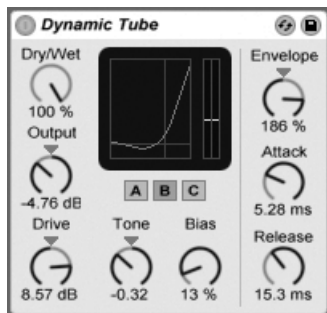 Dynamic Tube
Dry/Wet
100 %
Output
-4.76 dB
Drive
8.57 dB
A B C
Tone
-0.32
Bias
13 %
Envelope
186 %
Attack
5.28 ms
Release
15.3 ms